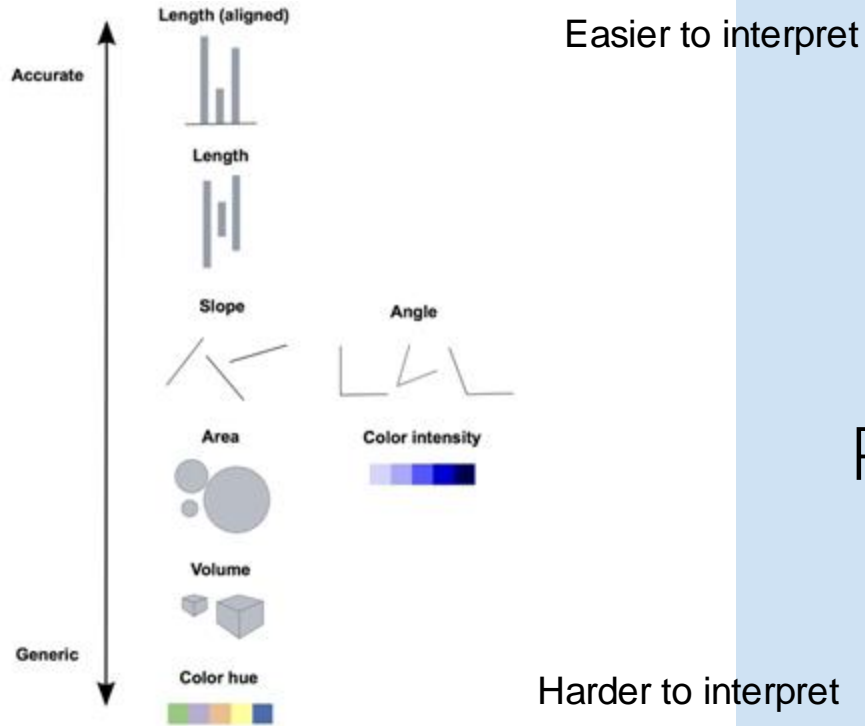 Length (aligned)
Easier to interpret
Accurate
Length
Slope
Angle
Area
Color intensity
Volume
Generic
Color hue
Harder to interpret